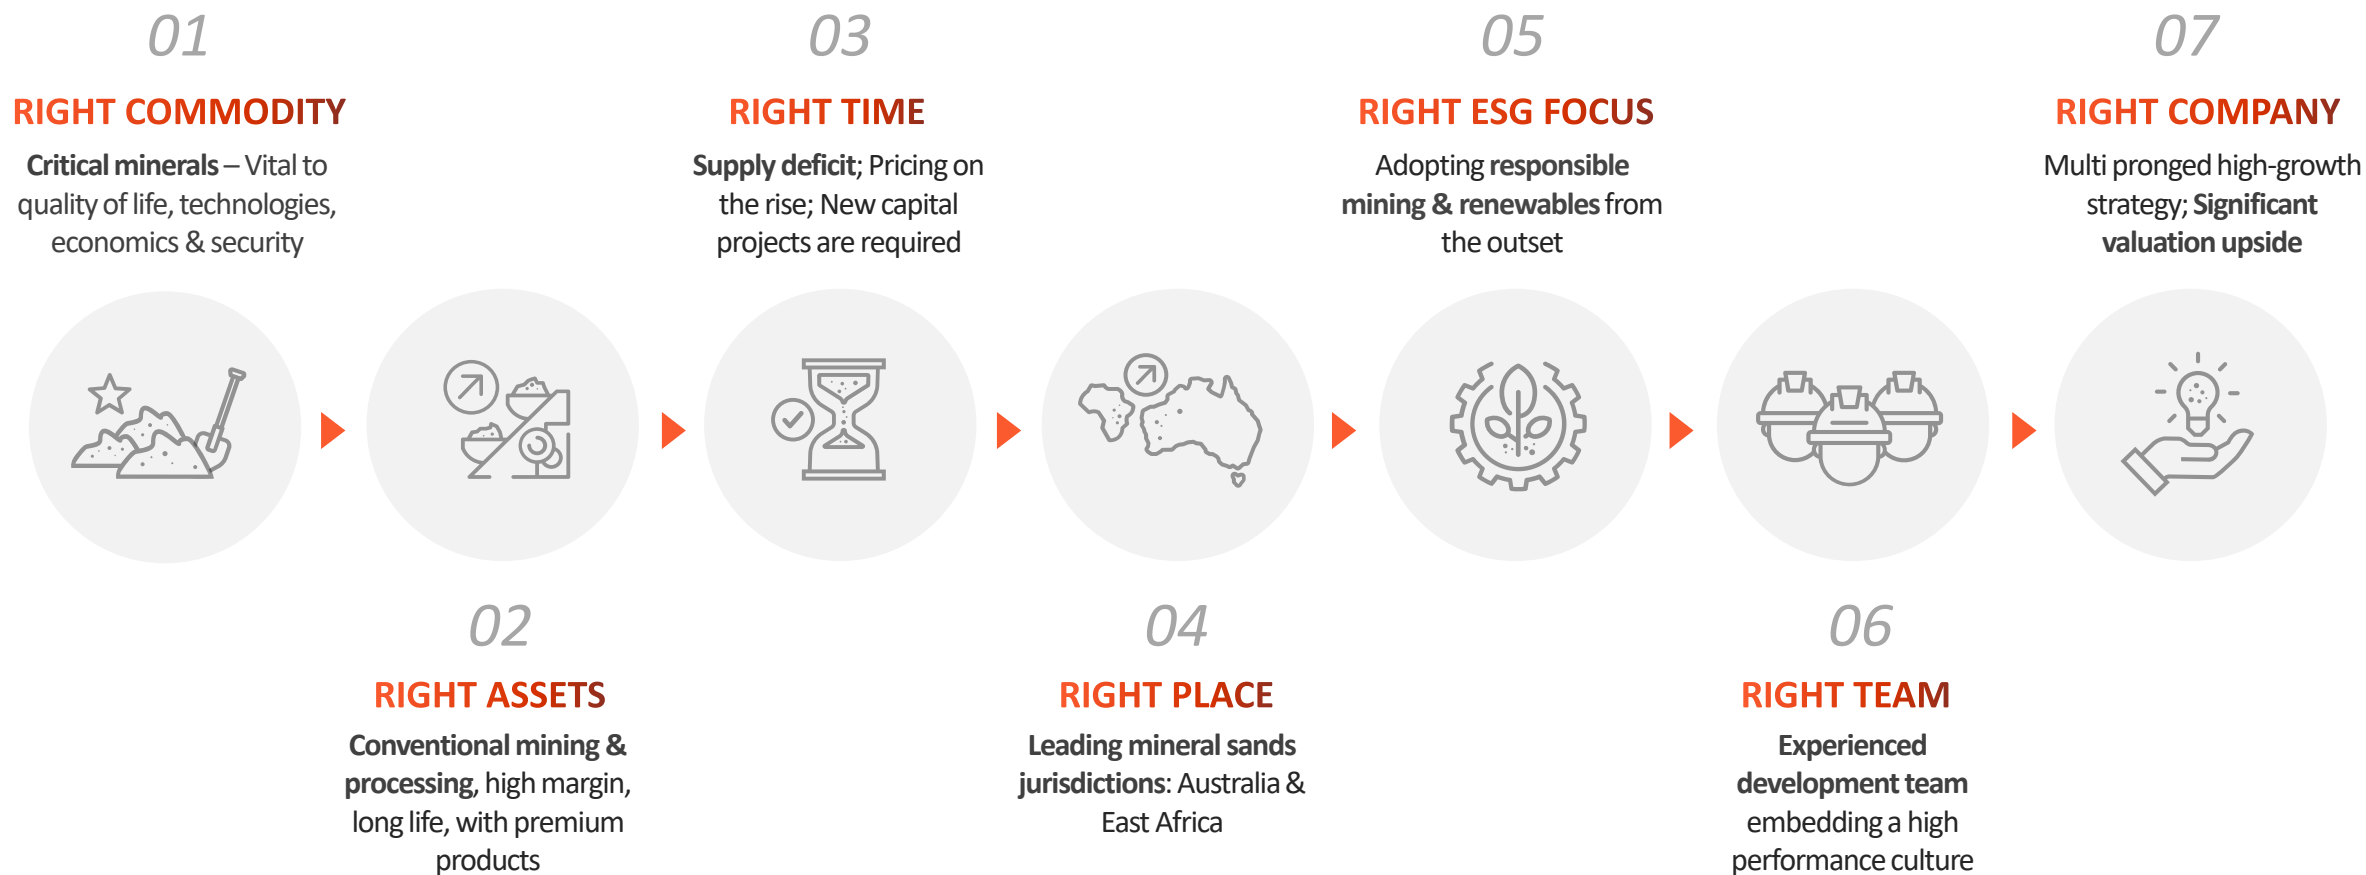 01
RIGHT COMMODITY
Critical minerals – Vital to
quality of life, technologies,
economics & security
02
RIGHT ASSETS
Conventional mining &
processing, high margin,
long life, with premium
products
03
RIGHT TIME
Supply deficit; Pricing on
the rise; New capital
projects are required
04
RIGHT PLACE
Leading mineral sands
jurisdictions: Australia &
East Africa
05
RIGHT ESG FOCUS
Adopting responsible
mining & renewables from
the outset
06
RIGHT TEAM
Experienced
development team
embedding a high
performance culture
07
RIGHT COMPANY
Multi pronged high-growth
strategy; Significant
valuation upside